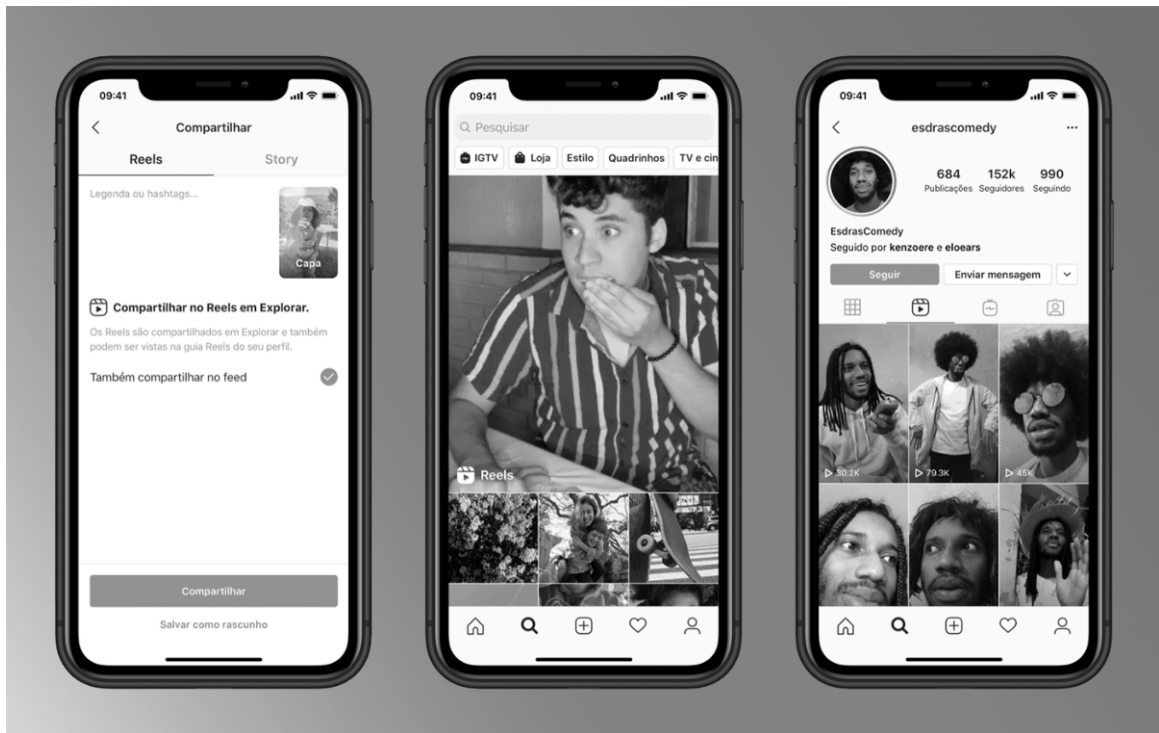 09:41
Compartilhar
Reels Story
Legenda ou hashtags...
Capa
Compartilhar no Reels em Explorar.
Os Reels são compartilhados em Explorar e também
podem ser vistas na guia Reels do seu perfil.
Também compartilhar no feed
Compartilhar
Salvar como rascunho
09:41
Pesquisar
IGTV Loja Estilo Quadrinhos TV e cin
Reels
09:41
esdrascomedy
684 152k 990
Publicações Seguidores Seguindo
EsdrasComedy
Seguido por kenzoere e eloears
Seguir Enviar mensagem
30.2K 79.3K 45K